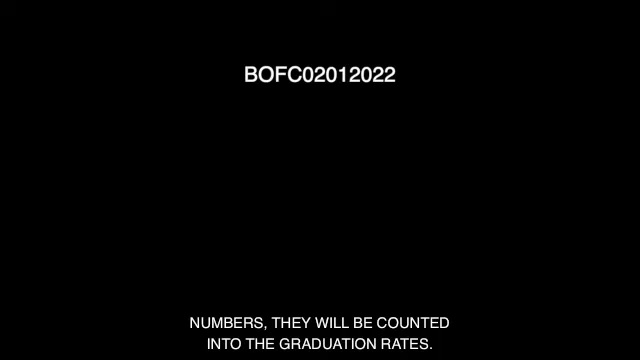 BOFC02012022
NUMBERS, THEY WILL BE COUNTED
INTO THE GRADUATION RATES.